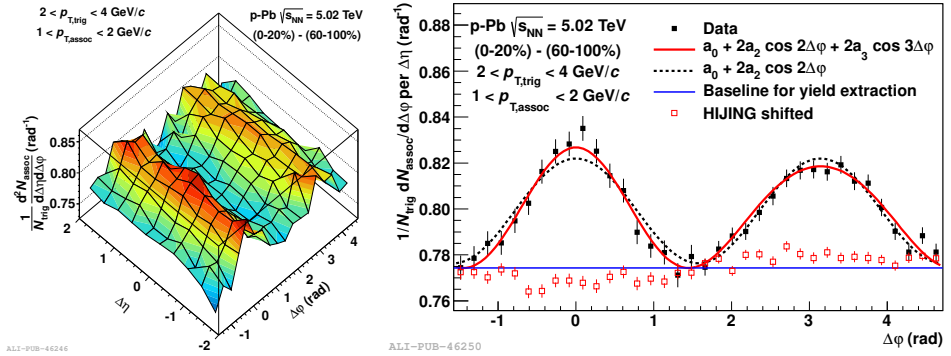 2 < p_T,trig < 4 GeV/c
1 < p_T,assoc < 2 GeV/c
p-Pb √s_NN = 5.02 TeV
(0-20%) - (60-100%)
1/N_trig d²N_assoc/dΔηdΔφ (rad⁻¹)
0.85
0.80
0.75
2
1
0
-1
-2
Δη
-1
0
1
2
3
4
Δφ (rad)
ALI-PUB-46246
1/N_trig dN_assoc/dΔφ per Δη (rad⁻¹)
0.88
0.86
0.84
0.82
0.80
0.78
0.76
p-Pb √s_NN = 5.02 TeV
(0-20%) - (60-100%)
2 < p_T,trig < 4 GeV/c
1 < p_T,assoc < 2 GeV/c
Data
a₀ + 2a₂ cos 2Δφ + 2a₃ cos 3Δφ
a₀ + 2a₂ cos 2Δφ
Baseline for yield extraction
HIJING shifted
-1
0
1
2
3
4
Δφ (rad)
ALI-PUB-46250